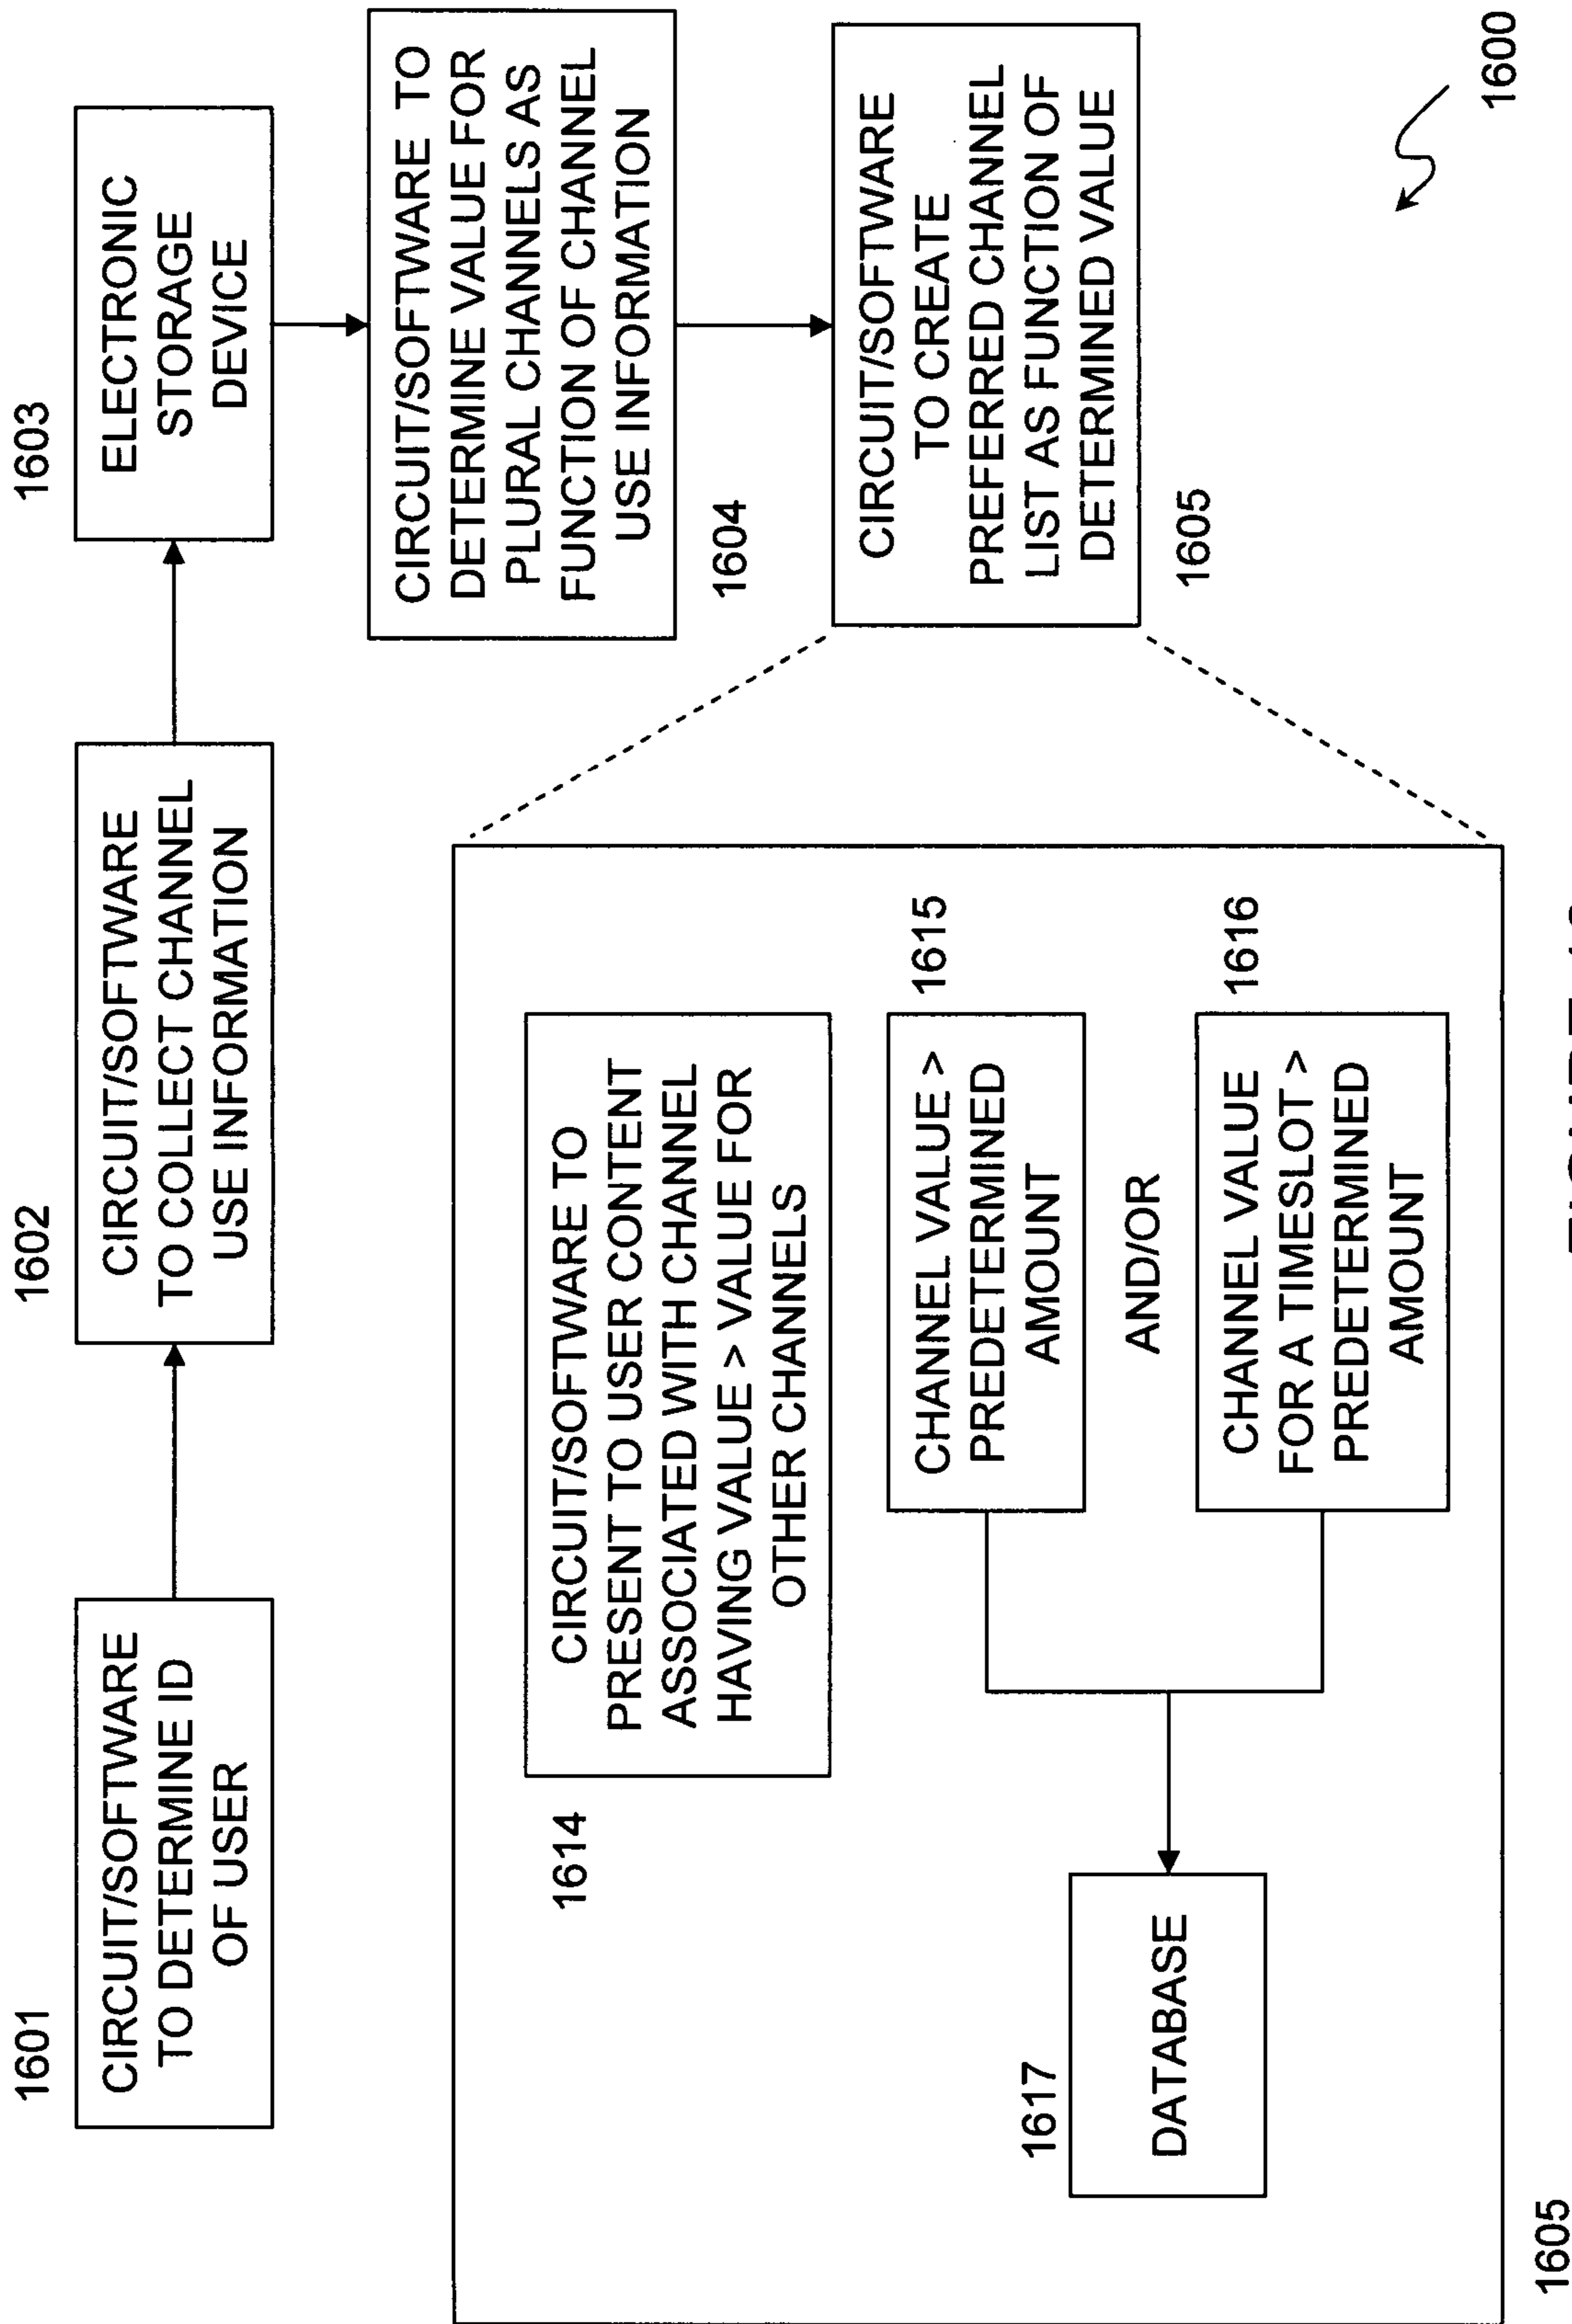 1601
CIRCUIT/SOFTWARE
TO DETERMINE ID
OF USER
1602
CIRCUIT/SOFTWARE
TO COLLECT CHANNEL
USE INFORMATION
1603
ELECTRONIC
STORAGE
DEVICE
CIRCUIT/SOFTWARE TO
DETERMINE VALUE FOR
PLURAL CHANNELS AS
FUNCTION OF CHANNEL
USE INFORMATION
1604
CIRCUIT/SOFTWARE
TO CREATE
PREFERRED CHANNEL
LIST AS FUNCTION OF
DETERMINED VALUE
1605
1614
CIRCUIT/SOFTWARE TO
PRESENT TO USER CONTENT
ASSOCIATED WITH CHANNEL
HAVING VALUE > VALUE FOR
OTHER CHANNELS
CHANNEL VALUE >
PREDETERMINED
AMOUNT
1615
AND/OR
CHANNEL VALUE
FOR A TIMESLOT >
PREDETERMINED
AMOUNT
1616
1617
DATABASE
1605
1600
FIGURE